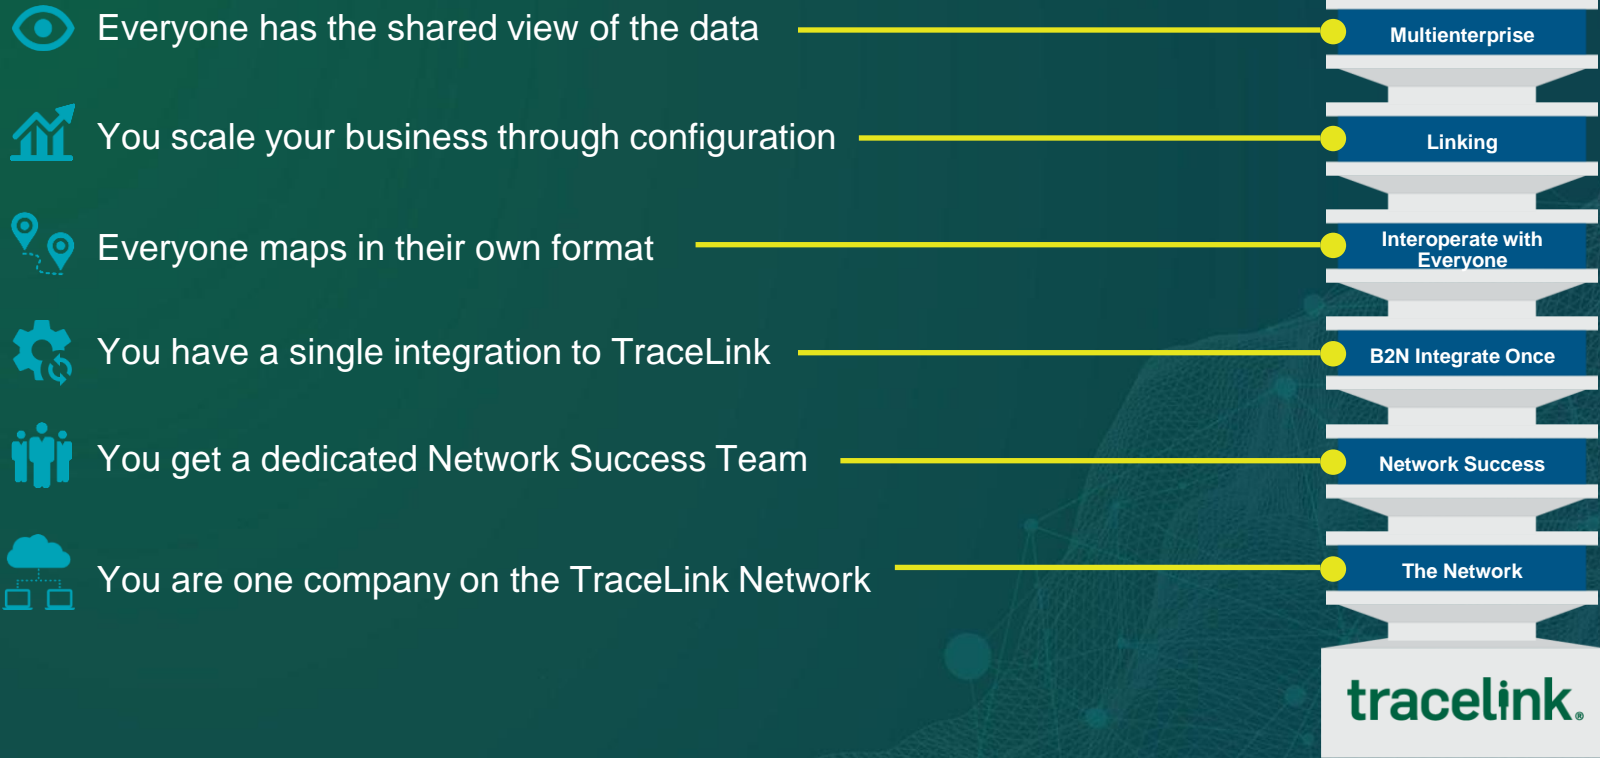 Everyone has the shared view of the data
Multienterprise
You scale your business through configuration
Linking
Everyone maps in their own format
Interoperate with
Everyone
You have a single integration to TraceLink
B2N Integrate Once
You get a dedicated Network Success Team
Network Success
You are one company on the TraceLink Network
The Network
tracelink®